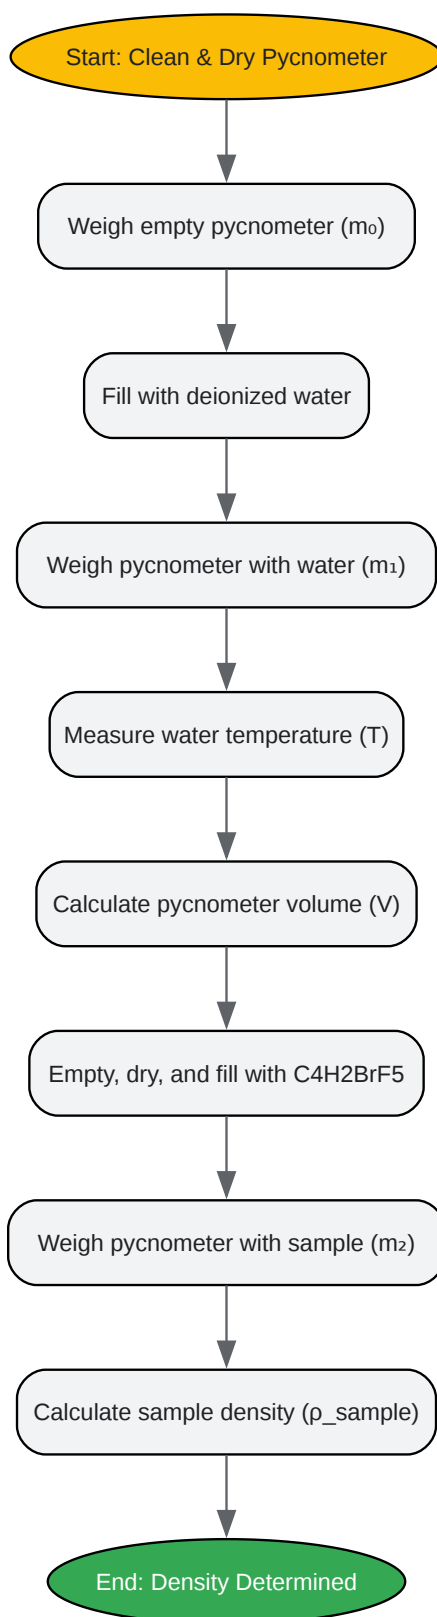 Start: Clean & Dry Pycnometer
Weigh empty pycnometer (m₀)
Fill with deionized water
Weigh pycnometer with water (m₁)
Measure water temperature (T)
Calculate pycnometer volume (V)
Empty, dry, and fill with C4H2BrF5
Weigh pycnometer with sample (m₂)
Calculate sample density (ρ_sample)
End: Density Determined